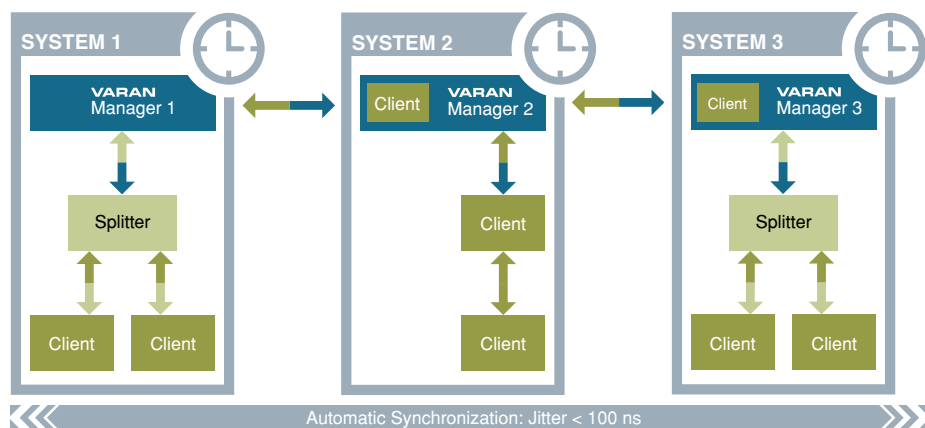 SYSTEM 1
VARAN
Manager 1
Splitter
Client
Client
SYSTEM 2
Client
VARAN
Manager 2
Client
Client
SYSTEM 3
Client
VARAN
Manager 3
Splitter
Client
Client
Automatic Synchronization: Jitter < 100 ns